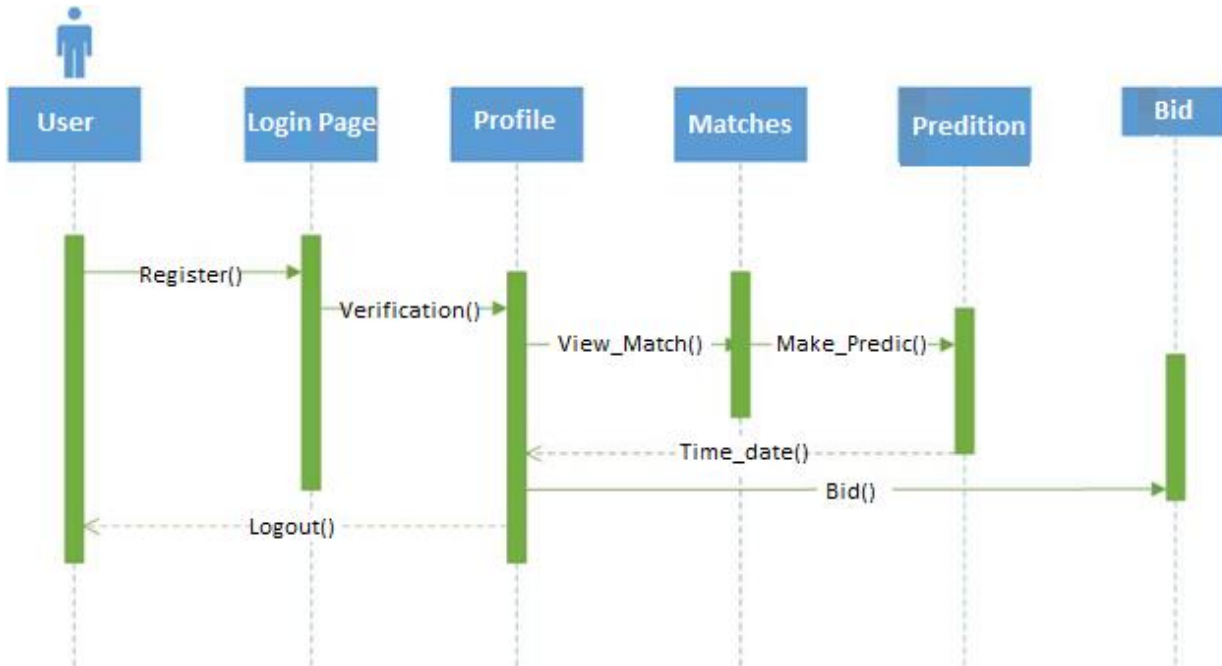 User
Login Page
Profile
Matches
Predition
Bid
Register()
Verification()
View_Match()
Make_Predic()
Time_date()
Bid()
Logout()